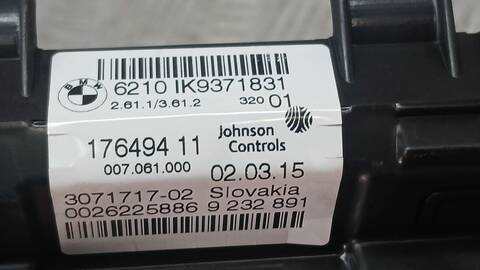 BMW
6210 IK9371831
2.61.1/3.61.2 320 01
176494 11 Johnson Controls
007.061.000 02.03.15
3071717-02 Slovakia
0026225886 9 232 891